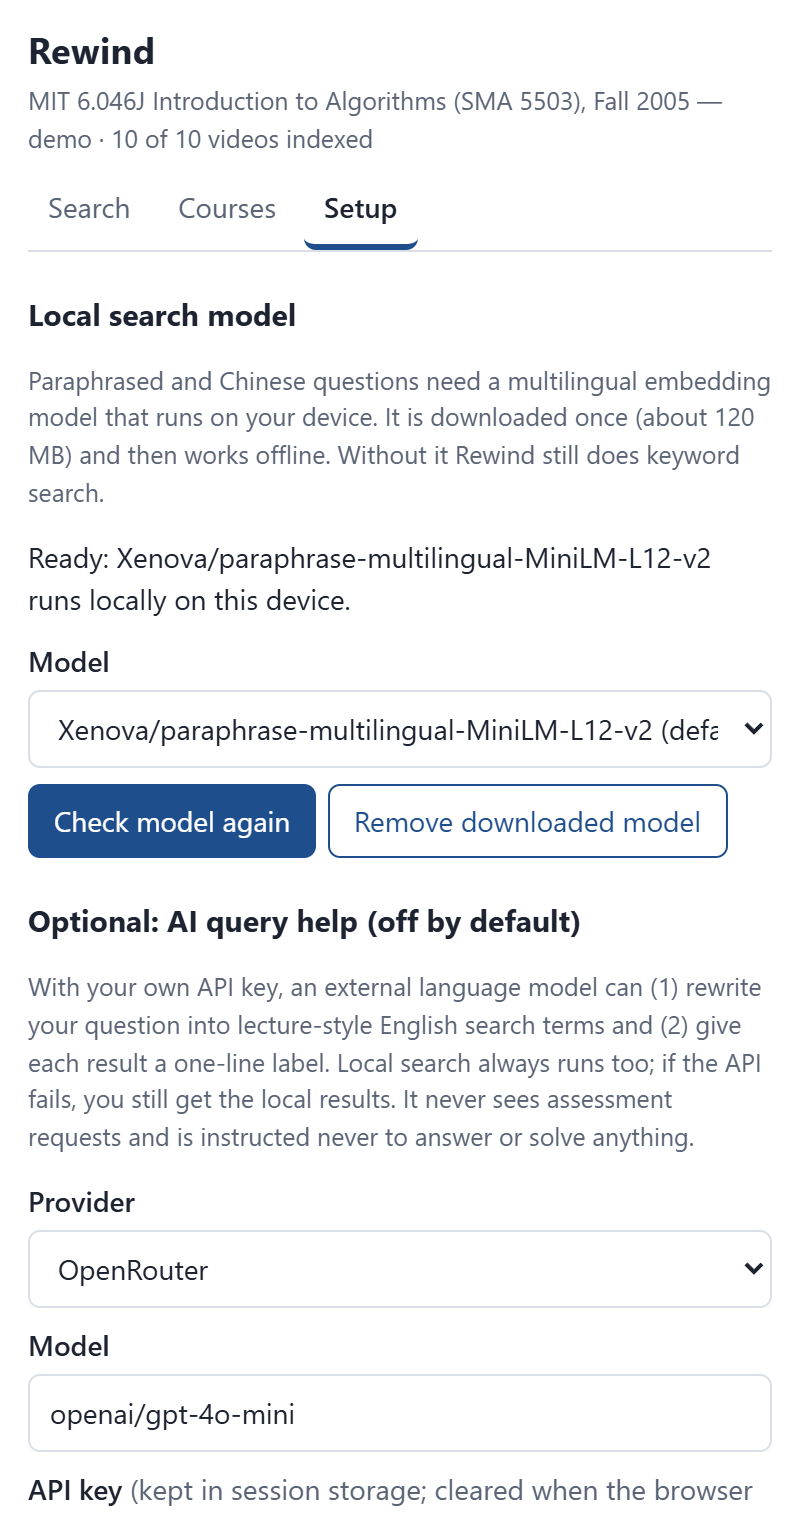 Rewind
MIT 6.046J Introduction to Algorithms (SMA 5503), Fall 2005 —
demo · 10 of 10 videos indexed
Search Courses Setup
Local search model
Paraphrased and Chinese questions need a multilingual embedding
model that runs on your device. It is downloaded once (about 120
MB) and then works offline. Without it Rewind still does keyword
search.
Ready: Xenova/paraphrase-multilingual-MiniLM-L12-v2
runs locally on this device.
Model
Xenova/paraphrase-multilingual-MiniLM-L12-v2 (defa
Check model again Remove downloaded model
Optional: AI query help (off by default)
With your own API key, an external language model can (1) rewrite
your question into lecture-style English search terms and (2) give
each result a one-line label. Local search always runs too; if the API
fails, you still get the local results. It never sees assessment
requests and is instructed never to answer or solve anything.
Provider
OpenRouter
Model
openai/gpt-4o-mini
API key (kept in session storage; cleared when the browser